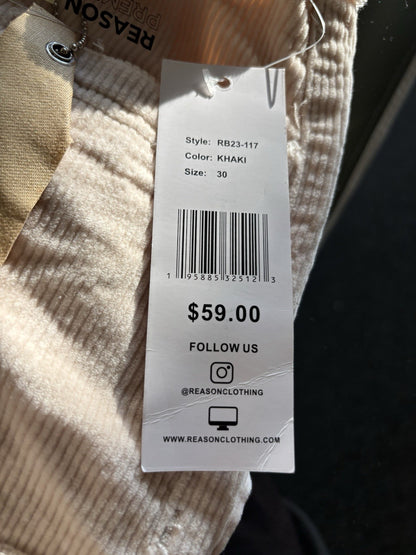 REASON
PREM
Style: RB23-117
Color: KHAKI
Size: 30
1 95885 32512 3
$59.00
FOLLOW US
@REASONCLOTHING
WWW.REASONCLOTHING.COM